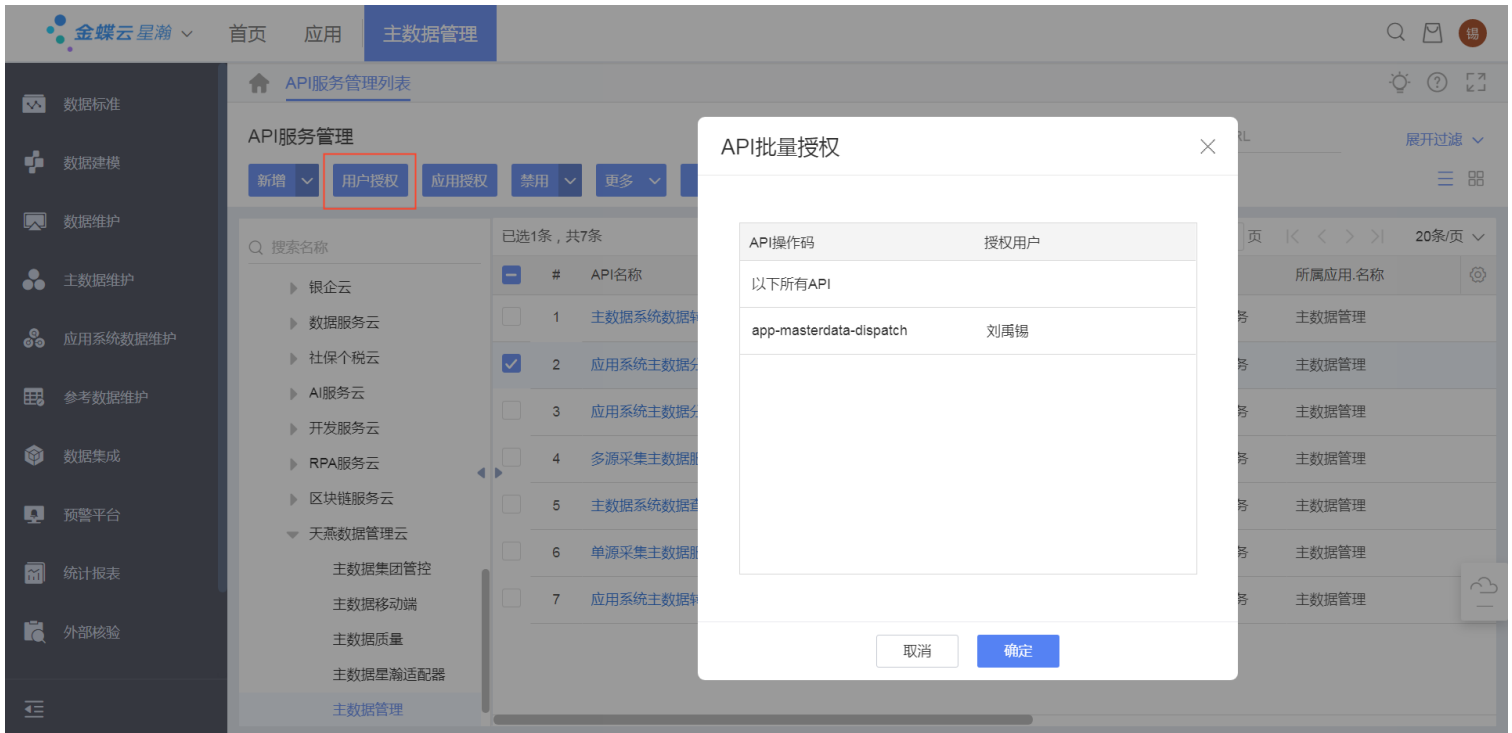 金蝶云 星瀚 首页 应用 主数据管理 锡
API服务管理列表
数据标准
数据建模
数据维护
主数据维护
应用系统数据维护
参考数据维护
数据集成
预警平台
统计报表
外部核验
API服务管理
展开过滤
新增 用户授权 应用授权 禁用 更多
搜索名称
银企云
数据服务云
社保个税云
AI服务云
开发服务云
RPA服务云
区块链服务云
天燕数据管理云
主数据集团管控
主数据移动端
主数据质量
主数据星瀚适配器
主数据管理
已选1条，共7条 页 20条/页
# API名称 所属应用.名称
1 主数据系统数据转 务 主数据管理
2 应用系统主数据分 务 主数据管理
3 应用系统主数据分 务 主数据管理
4 多源采集主数据服 务 主数据管理
5 主数据系统数据查 务 主数据管理
6 单源采集主数据服 务 主数据管理
7 应用系统主数据转 务 主数据管理
API批量授权
API操作码 授权用户
以下所有API
app-masterdata-dispatch 刘禹锡
取消 确定